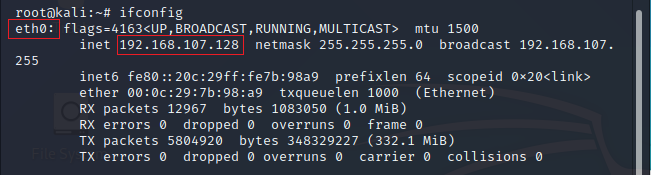 root@kali:~# ifconfig
eth0: flags=4163<UP,BROADCAST,RUNNING,MULTICAST>  mtu 1500
inet 192.168.107.128  netmask 255.255.255.0  broadcast 192.168.107.
255
inet6 fe80::20c:29ff:fe7b:98a9  prefixlen 64  scopeid 0×20<link>
ether 00:0c:29:7b:98:a9  txqueuelen 1000  (Ethernet)
RX packets 12967  bytes 1083050 (1.0 MiB)
RX errors 0  dropped 0  overruns 0  frame 0
TX packets 5804920  bytes 348329227 (332.1 MiB)
TX errors 0  dropped 0 overruns 0  carrier 0  collisions 0